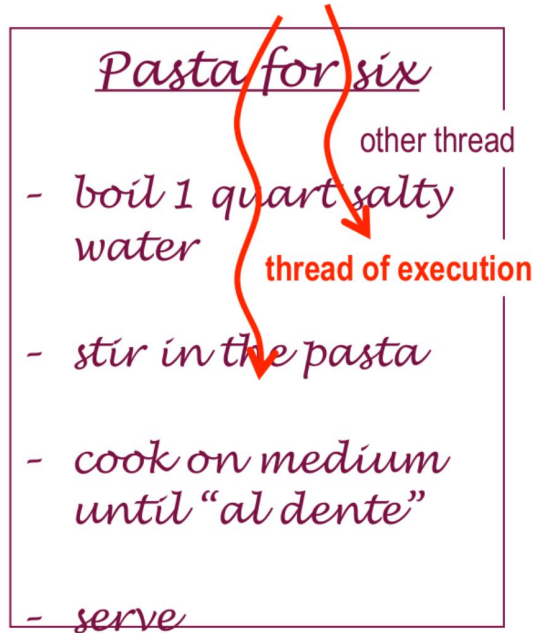 Pasta for six
other thread
- boil 1 quart salty
water
thread of execution
- stir in the pasta
- cook on medium
until “al dente”
- serve